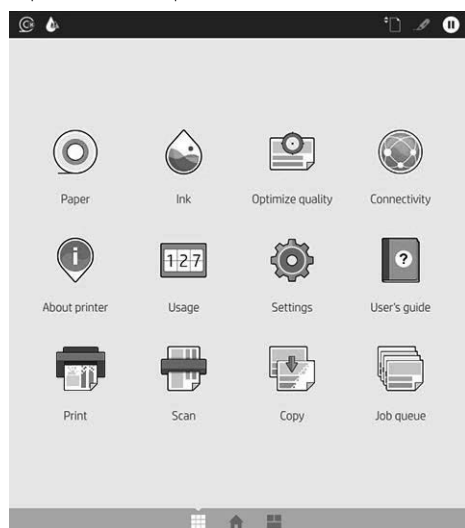 Paper Ink Optimize quality Connectivity
i 127 ?
About printer Usage Settings User's guide
Print Scan Copy Job queue